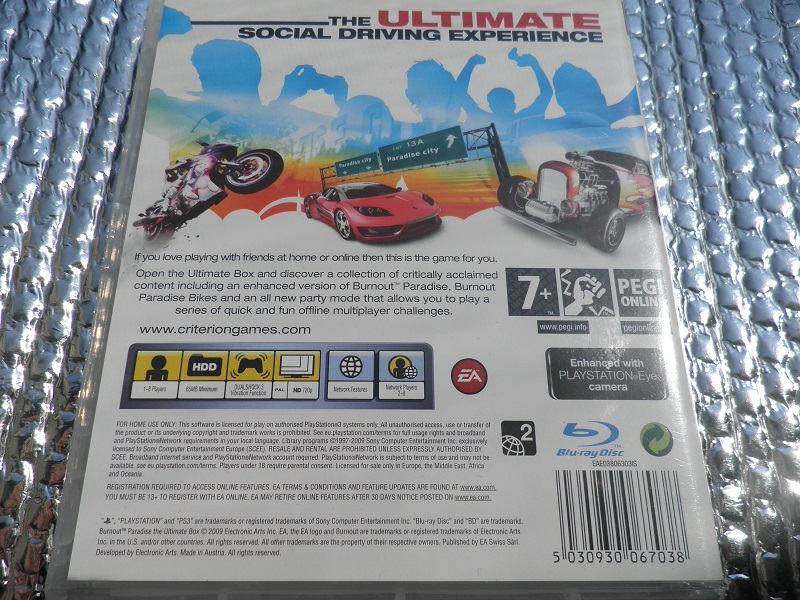 THE ULTIMATE
SOCIAL DRIVING EXPERIENCE
EXIT 13A
Paradise city
Paradise city
If you love playing with friends at home or online then this is the game for you.
Open the Ultimate Box and discover a collection of critically acclaimed
content including an enhanced version of Burnout™ Paradise, Burnout
Paradise Bikes and an all new party mode that allows you to play a
series of quick and fun offline multiplayer challenges.
www.criteriongames.com
7+
™
www.pegi.info
PEGI
ONLINE
pegionline
1–8 Players
HDD
65MB Minimum
DUALSHOCK 3
Vibration Function
PAL HD 720p
Network Features
Network Players
2–8
EA
Enhanced with
PLAYSTATION®Eye
camera
FOR HOME USE ONLY: This software is licensed for play on authorised PlayStation3 systems only. All unauthorised access, use or transfer of
the product or its underlying copyright and trademark works is prohibited. See eu.playstation.com/terms for full usage rights and broadband
and PlayStationNetwork requirements in your local language. Library programs ©1997-2009 Sony Computer Entertainment Inc. exclusively
licensed to Sony Computer Entertainment Europe (SCEE). RESALE AND RENTAL ARE PROHIBITED UNLESS EXPRESSLY AUTHORISED BY
SCEE. Broadband Internet service and PlayStationNetwork account required. PlayStationNetwork is subject to terms of use and may not be
available, see eu.playstation.com/terms. Players under 18 require parental consent. Licensed for sale only in Europe, the Middle East, Africa
and Oceania.
REGISTRATION REQUIRED TO ACCESS ONLINE FEATURES. EA TERMS & CONDITIONS AND FEATURE UPDATES ARE FOUND AT www.ea.com.
YOU MUST BE 13+ TO REGISTER WITH EA ONLINE. EA MAY RETIRE ONLINE FEATURES AFTER 30 DAYS NOTICE POSTED ON www.ea.com.
2
Blu-ray Disc
EAE03806303IS
"PLAYSTATION" and "PS3" are trademarks or registered trademarks of Sony Computer Entertainment Inc. "Blu-ray Disc" and "BD" are trademarks.
Burnout™ Paradise the Ultimate Box © 2009 Electronic Arts Inc. EA, the EA logo and Burnout are trademarks or registered trademarks of Electronic Arts
Inc. in the U.S. and/or other countries. All rights reserved. All other trademarks are the property of their respective owners. Published by EA Swiss Sàrl.
Developed by Electronic Arts. Made in Austria. All rights reserved.
5 030930 067038